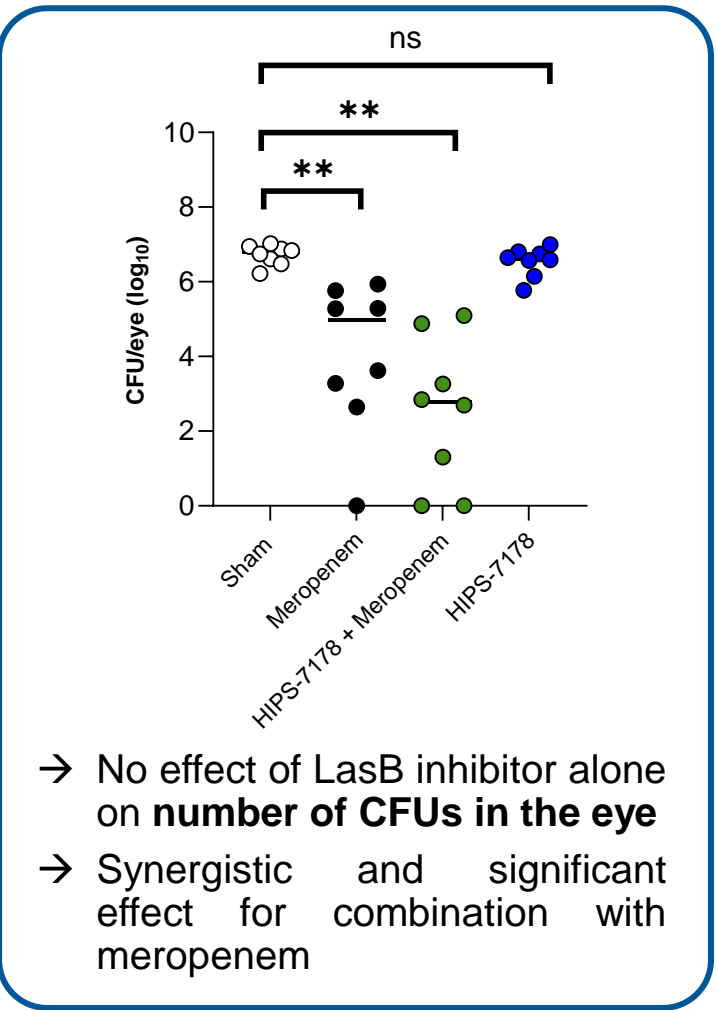 ns
**
**
10
8
6
4
2
0
CFU/eye (log₁₀)
Sham
Meropenem
HIPS-7178 + Meropenem
HIPS-7178
→ No effect of LasB inhibitor alone
on number of CFUs in the eye
→ Synergistic and significant
effect for combination with
meropenem